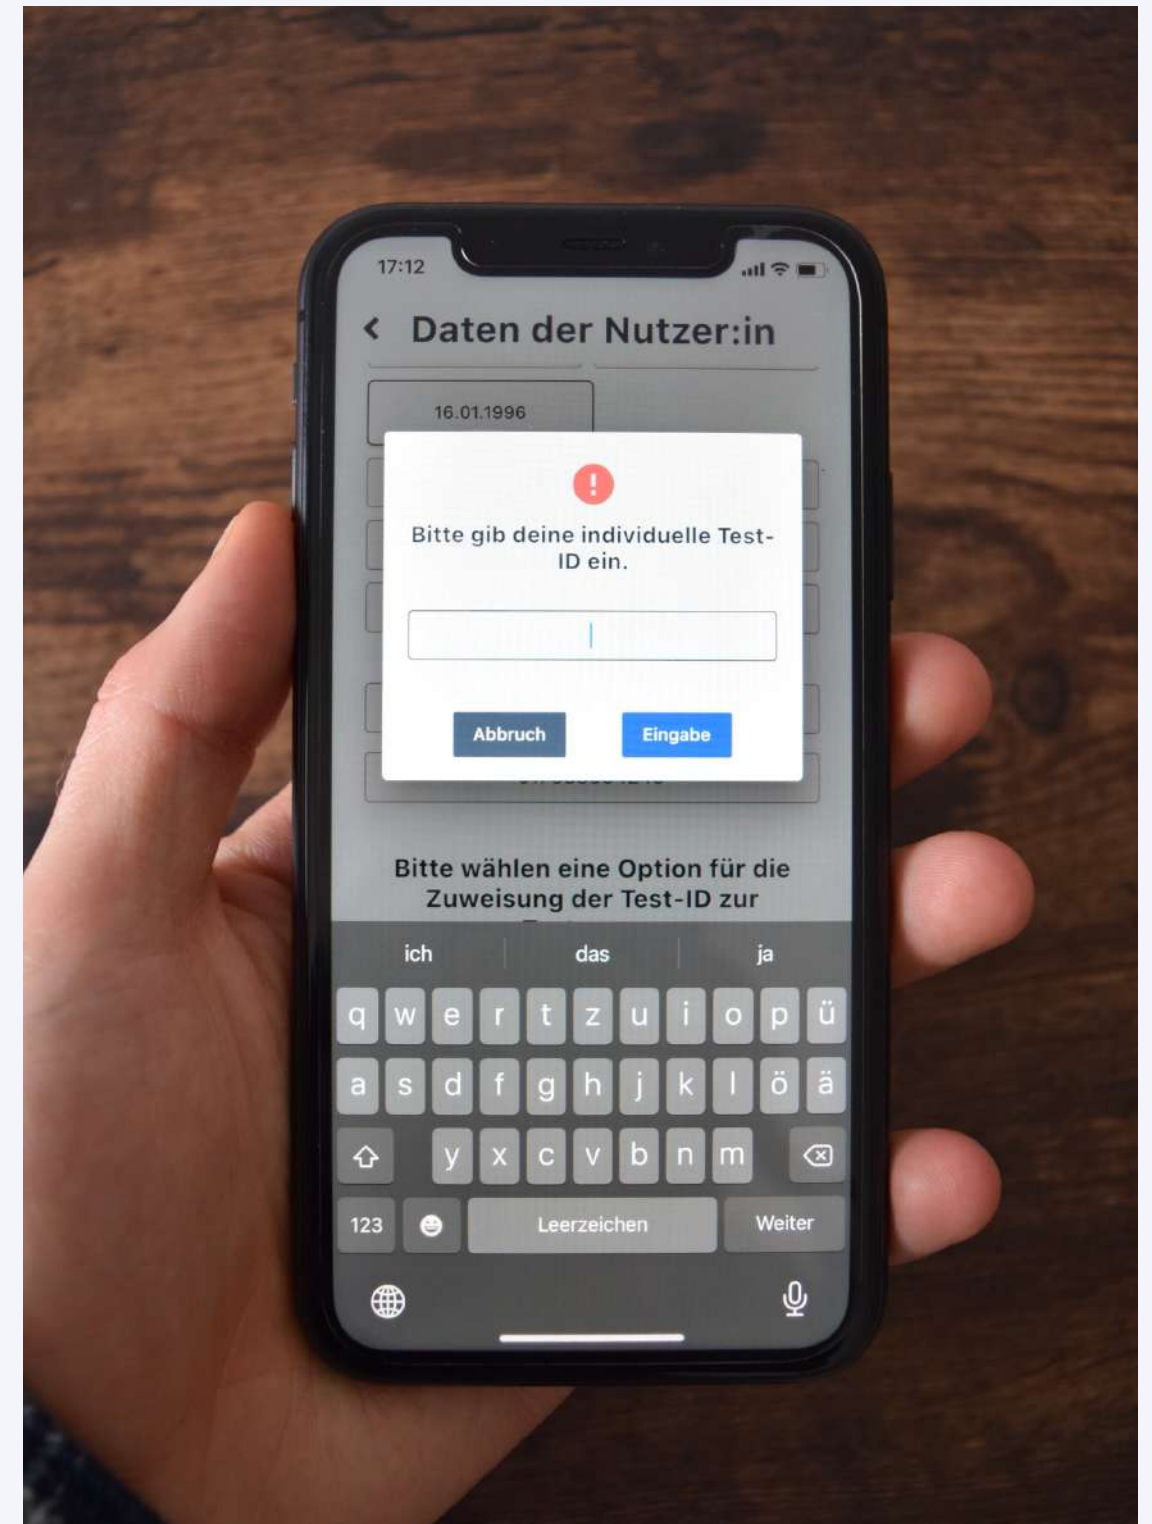 17:12
Daten der Nutzer:in
16.01.1996
Bitte gib deine individuelle Test-
ID ein.
Abbruch
Eingabe
Bitte wählen eine Option für die
Zuweisung der Test-ID zur
ich das ja
q w e r t z u i o p ü
a s d f g h j k l ö ä
y x c v b n m
123 Leerzeichen Weiter